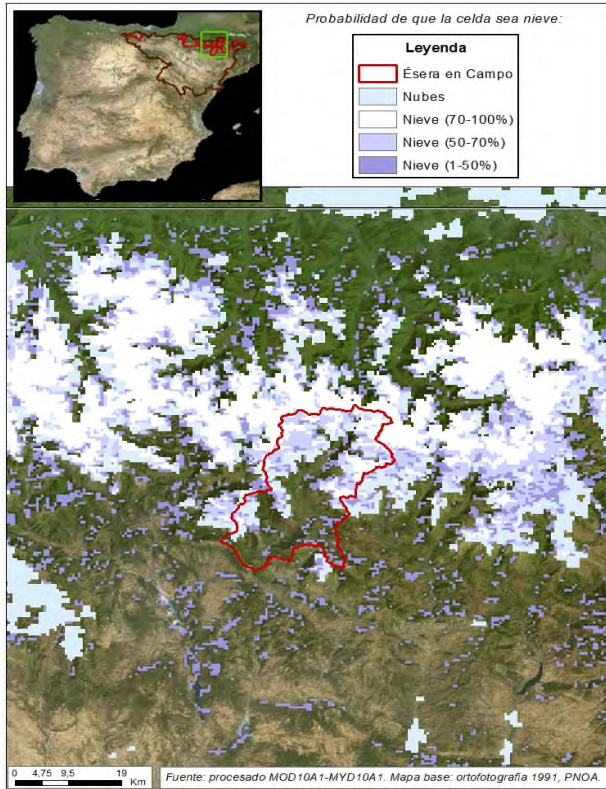 Probabilidad de que la celda sea nieve:
Leyenda
Ésera en Campo
Nubes
Nieve (70-100%)
Nieve (50-70%)
Nieve (1-50%)
0 4,75 9,5 19
Km
Fuente: procesado MOD10A1-MYD10A1. Mapa base: ortofotografía 1991, PNOA.